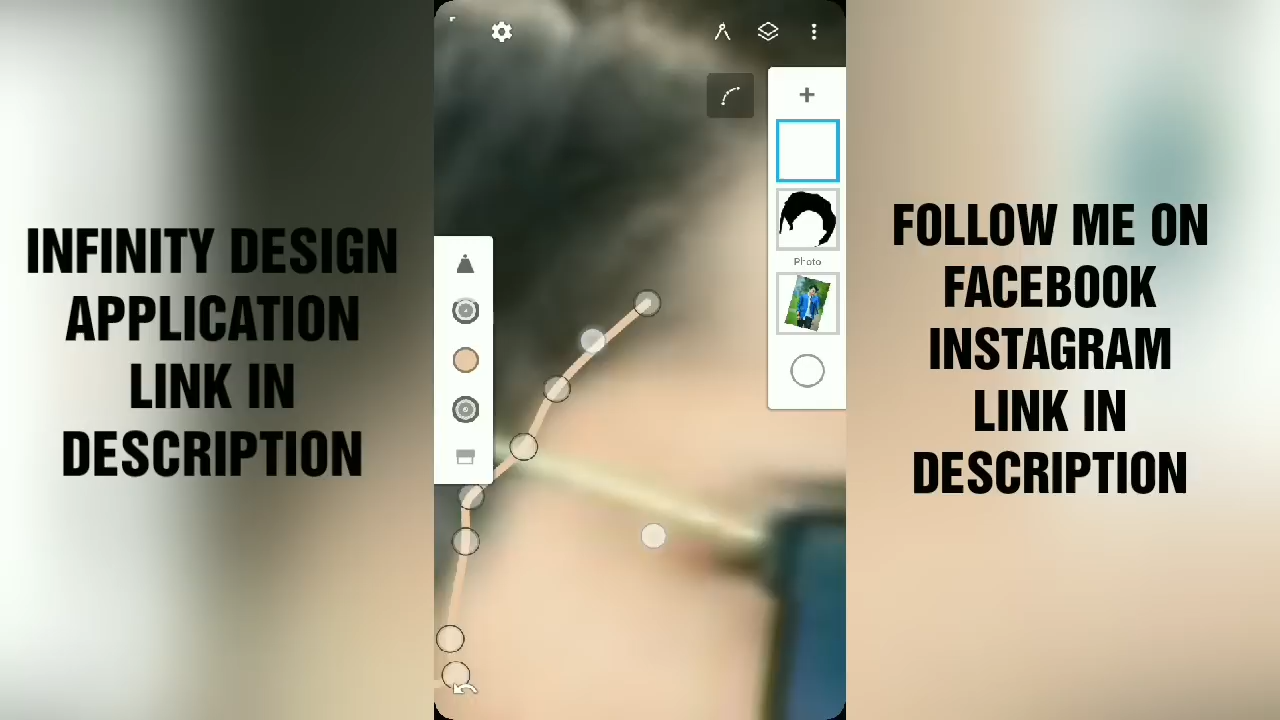 INFINITY DESIGN
APPLICATION
LINK IN
DESCRIPTION
Photo
FOLLOW ME ON
FACEBOOK
INSTAGRAM
LINK IN
DESCRIPTION